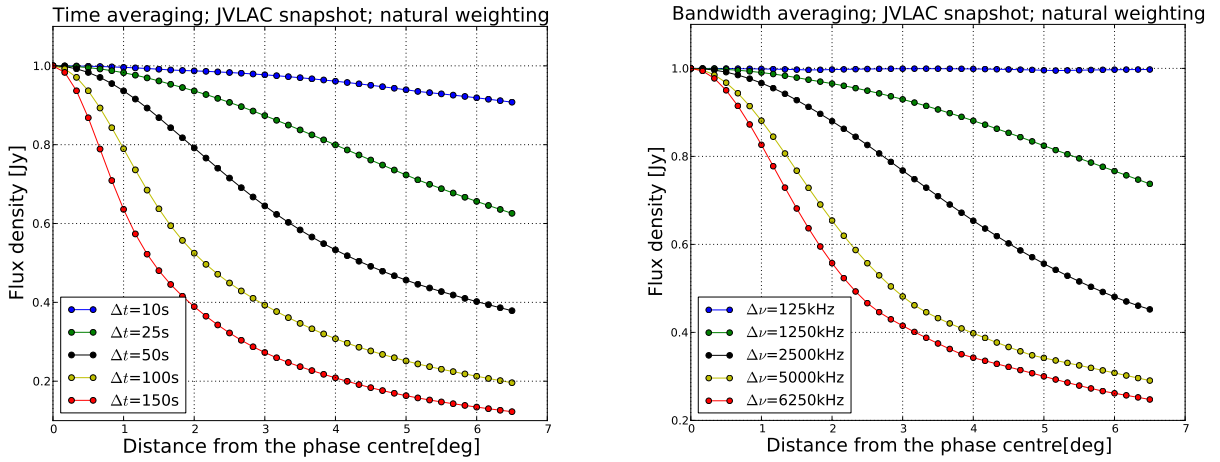 Time averaging; JVLAC snapshot; natural weighting
Flux density [Jy]
1.0
0.8
0.6
0.4
0.2
Δt=10s
Δt=25s
Δt=50s
Δt=100s
Δt=150s
0 1 2 3 4 5 6 7
Distance from the phase centre[deg]
Bandwidth averaging; JVLAC snapshot; natural weighting
Flux density [Jy]
1.0
0.8
0.6
0.4
0.2
Δν=125kHz
Δν=1250kHz
Δν=2500kHz
Δν=5000kHz
Δν=6250kHz
0 1 2 3 4 5 6 7
Distance from the phase centre[deg]